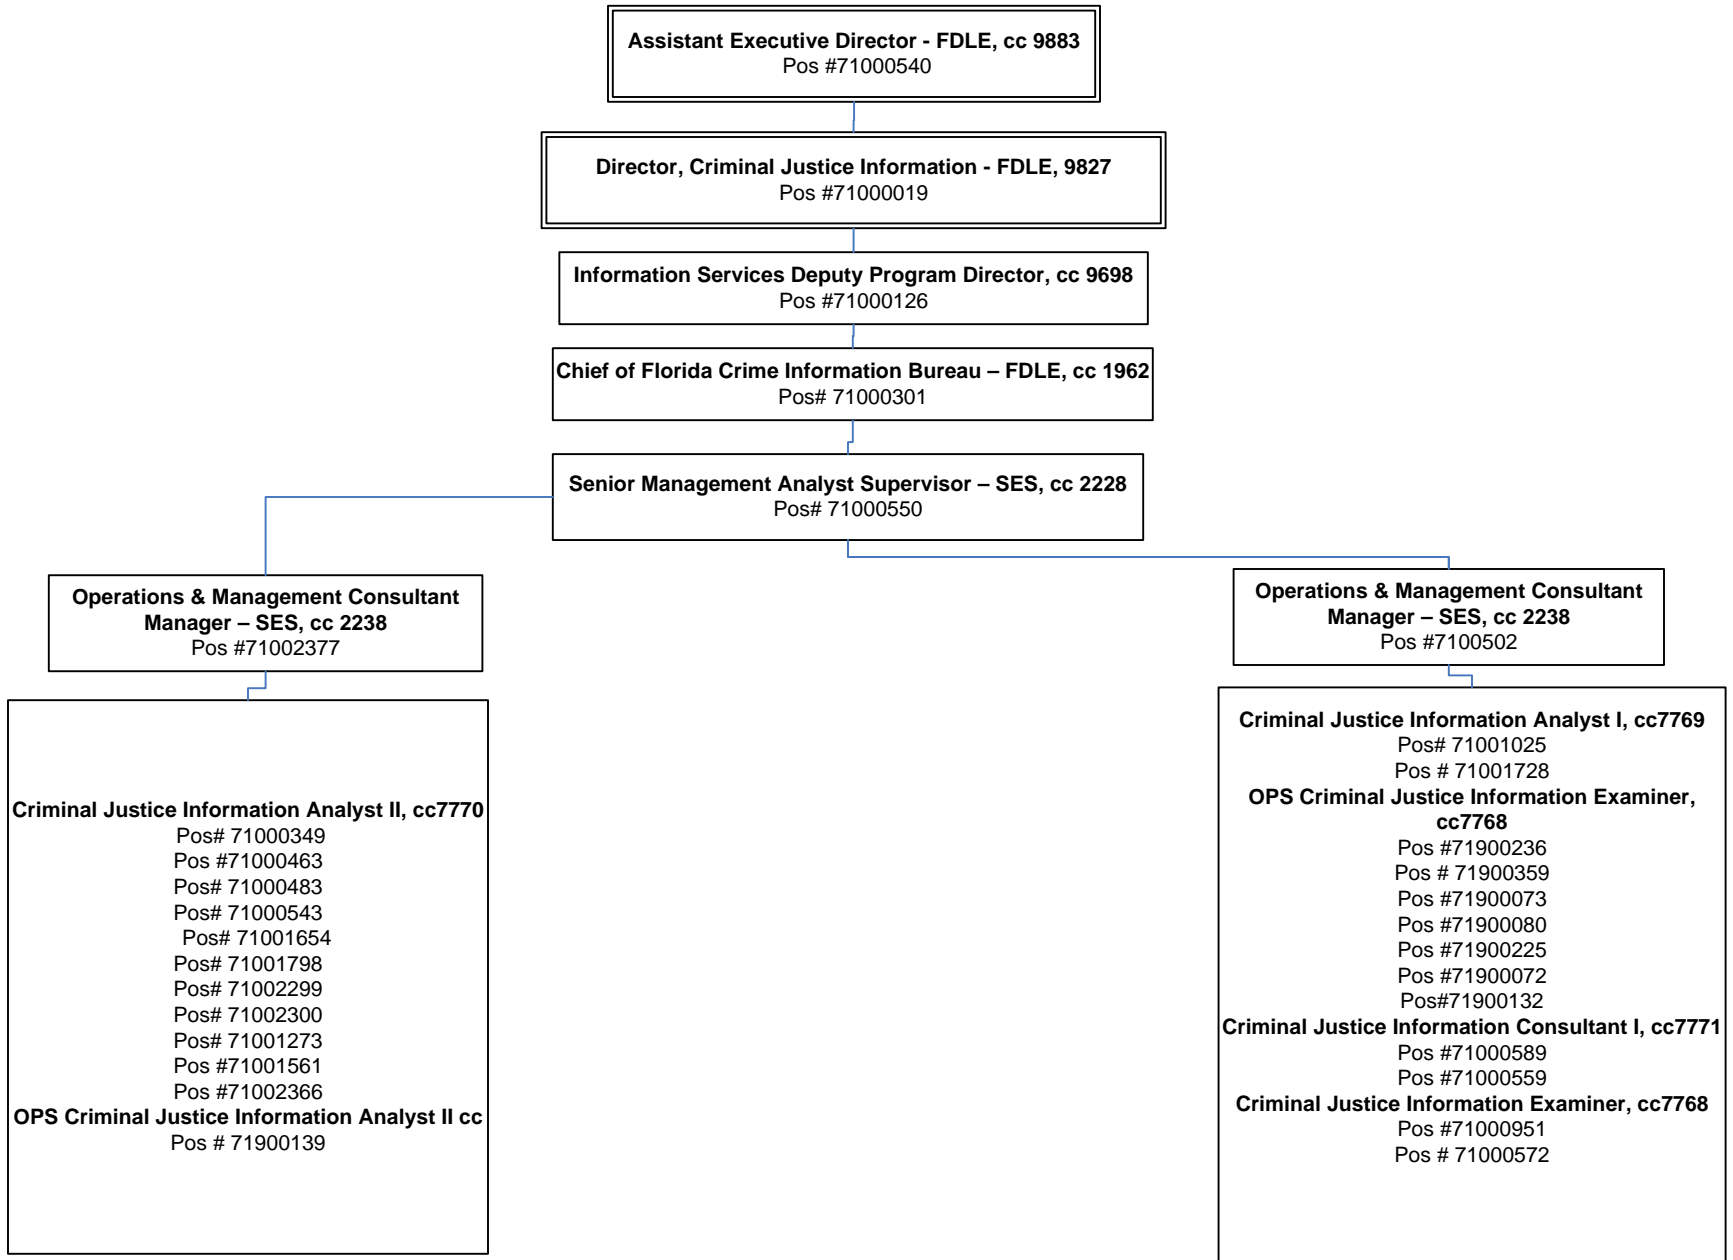 Assistant Executive Director - FDLE, cc 9883
Pos #71000540
Director, Criminal Justice Information - FDLE, 9827
Pos #71000019
Information Services Deputy Program Director, cc 9698
Pos #71000126
Chief of Florida Crime Information Bureau – FDLE, cc 1962
Pos# 71000301
Senior Management Analyst Supervisor – SES, cc 2228
Pos# 71000550
Operations & Management Consultant
Manager – SES, cc 2238
Pos #71002377
Operations & Management Consultant
Manager – SES, cc 2238
Pos #7100502
Criminal Justice Information Analyst II, cc7770
Pos# 71000349
Pos #71000463
Pos# 71000483
Pos# 71000543
Pos# 71001654
Pos# 71001798
Pos# 71002299
Pos# 71002300
Pos# 71001273
Pos #71001561
Pos #71002366
OPS Criminal Justice Information Analyst II cc
Pos # 71900139
Criminal Justice Information Analyst I, cc7769
Pos# 71001025
Pos # 71001728
OPS Criminal Justice Information Examiner,
cc7768
Pos #71900236
Pos # 71900359
Pos #71900073
Pos #71900080
Pos #71900225
Pos #71900072
Pos#71900132
Criminal Justice Information Consultant I, cc7771
Pos #71000589
Pos #71000559
Criminal Justice Information Examiner, cc7768
Pos #71000951
Pos # 71000572